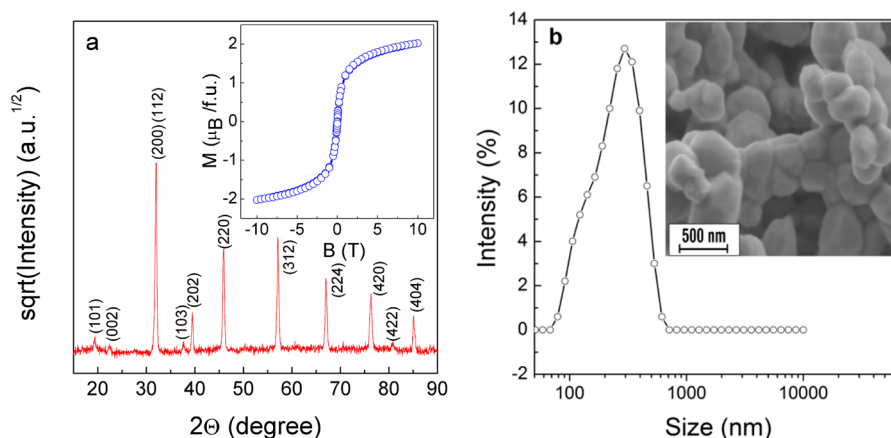 a
sqrt(Intensity) (a.u.^1/2)
(101)
(002)
(200)(112)
(103)
(202)
(220)
(312)
(224)
(420)
(422)
(404)
20 30 40 50 60 70 80 90
2Θ (degree)
M (μB/f.u.)
2
1
0
-1
-2
-10 -5 0 5 10
B (T)
b
Intensity (%)
14
12
10
8
6
4
2
0
-2
100 1000 10000
Size (nm)
500 nm